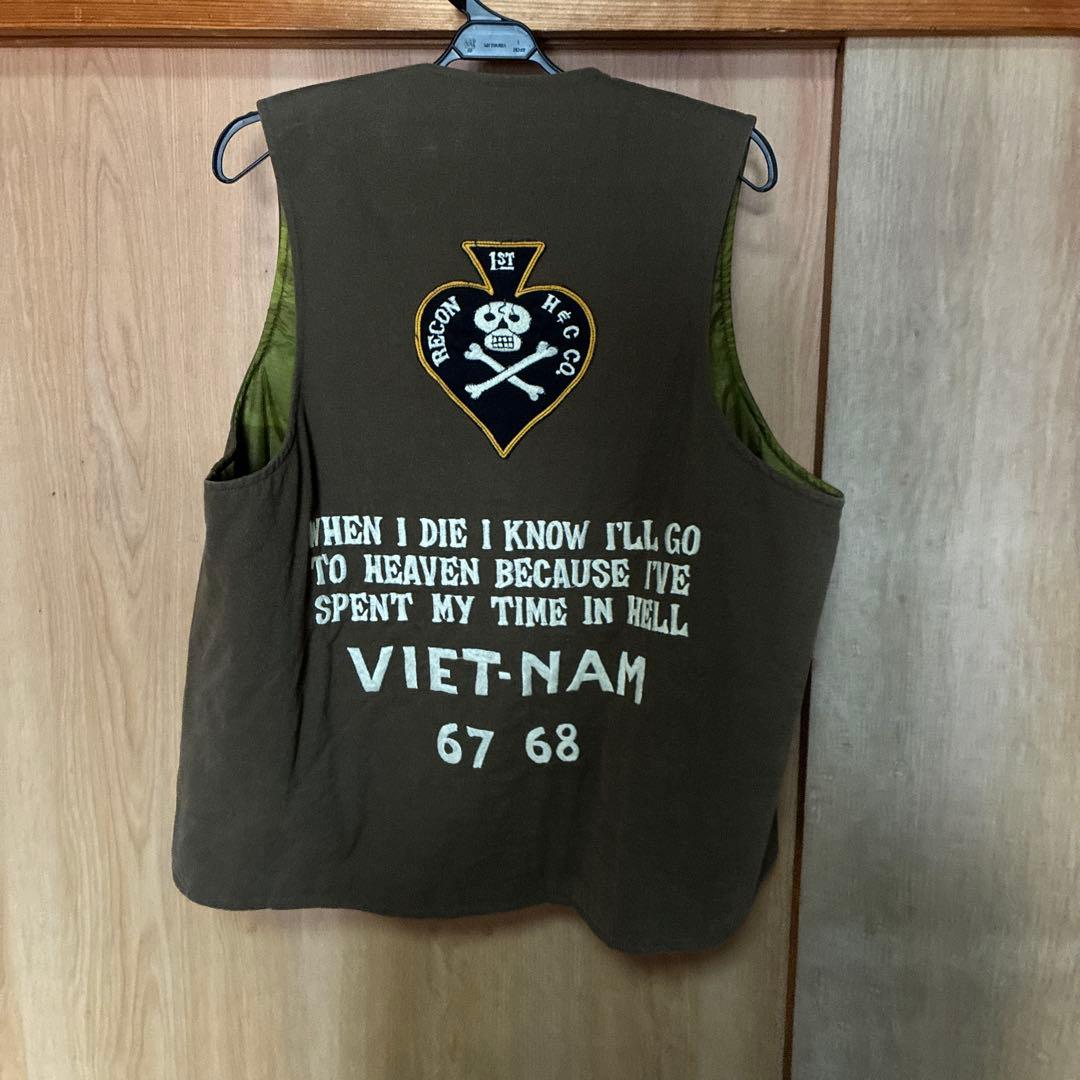 1ST
RECON
H & C CO.
WHEN I DIE I KNOW I'LL GO
TO HEAVEN BECAUSE I'VE
SPENT MY TIME IN HELL
VIET-NAM
67 68